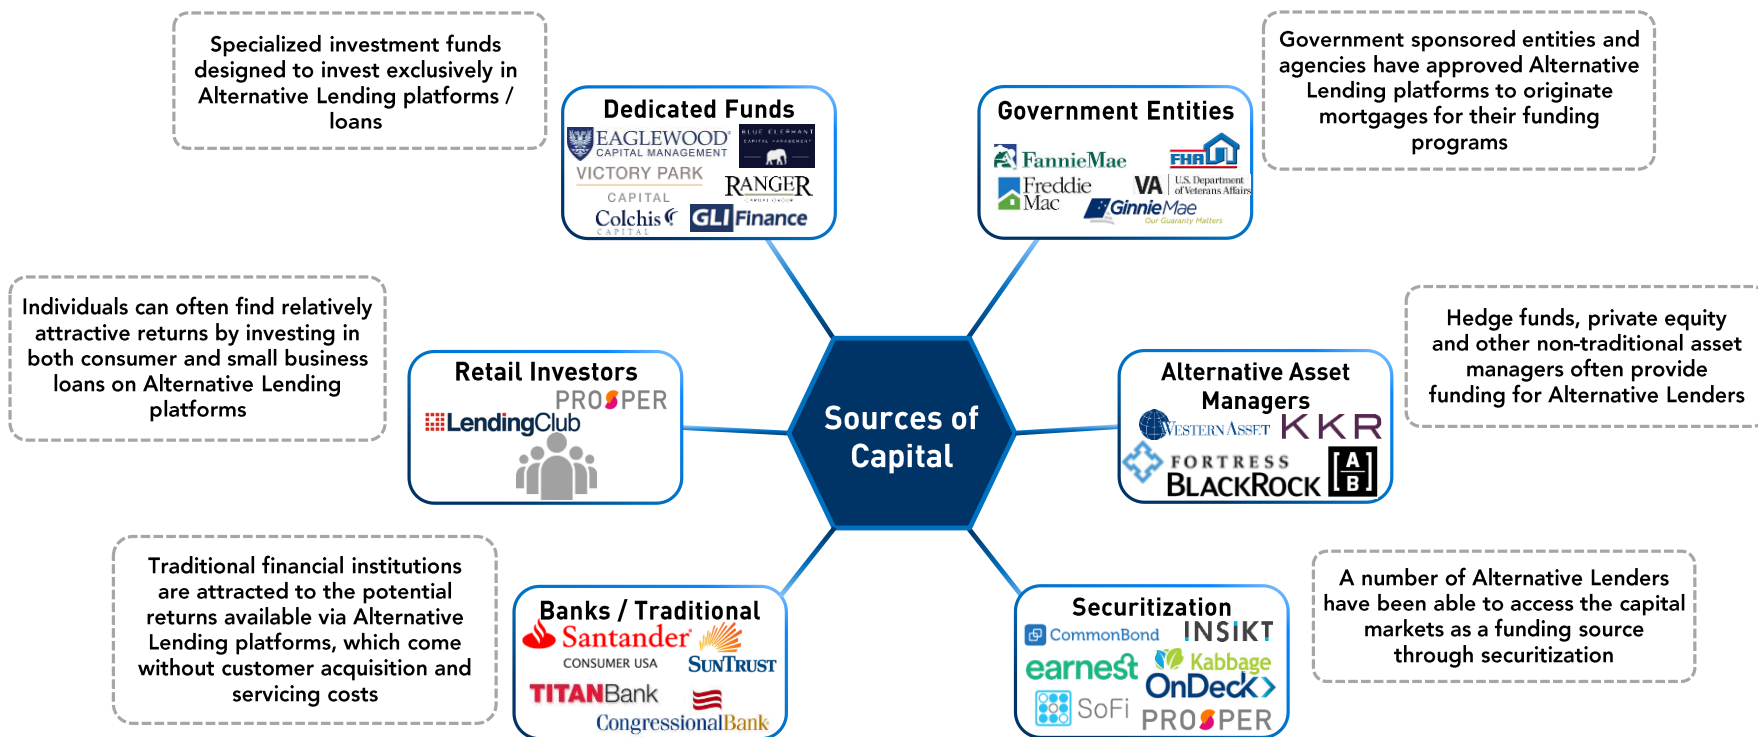 Specialized investment funds
designed to invest exclusively in
Alternative Lending platforms /
loans
Dedicated Funds
EAGLEWOOD
CAPITAL MANAGEMENT
BLUE ELEPHANT
CAPITAL MANAGEMENT
VICTORY PARK
CAPITAL
RANGER
CAPITAL GROUP
Colchis
CAPITAL
GLI Finance
Government Entities
FannieMae
FHA
Freddie
Mac
VA
U.S. Department
of Veterans Affairs
GinnieMae
Our Guaranty Matters
Government sponsored entities and
agencies have approved Alternative
Lending platforms to originate
mortgages for their funding
programs
Individuals can often find relatively
attractive returns by investing in
both consumer and small business
loans on Alternative Lending
platforms
Retail Investors
PROSPER
LendingClub
Sources of
Capital
Alternative Asset
Managers
WESTERN ASSET
KKR
FORTRESS
BLACKROCK
[A
B]
Hedge funds, private equity
and other non-traditional asset
managers often provide
funding for Alternative Lenders
Traditional financial institutions
are attracted to the potential
returns available via Alternative
Lending platforms, which come
without customer acquisition and
servicing costs
Banks / Traditional
Santander
CONSUMER USA
SUNTRUST
TITANBank
CongressionalBank
Securitization
CommonBond
INSIKT
earnest
Kabbage
OnDeck
SoFi
PROSPER
A number of Alternative Lenders
have been able to access the capital
markets as a funding source
through securitization